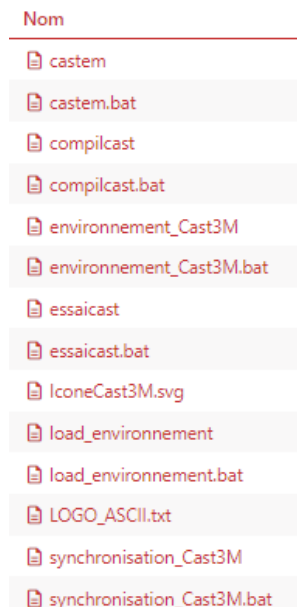 Nom
castem
castem.bat
compilcast
compilcast.bat
environnement_Cast3M
environnement_Cast3M.bat
essaicast
essaicast.bat
IconeCast3M.svg
load_environnement
load_environnement.bat
LOGO_ASCII.txt
synchronisation_Cast3M
synchronisation_Cast3M.bat